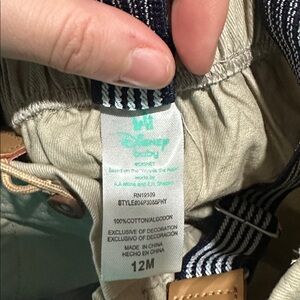 Disney
baby
©DISNEY
Based on the "Winnie the Pooh"
works by
A.A. Milne and E.H. Shepard
100%COTTON/ALGODON
EXCLUSIVE OF DECORATION
EXCLUSIVO DE DECORACION
MADE IN CHINA
HECHO EN CHINA
12M